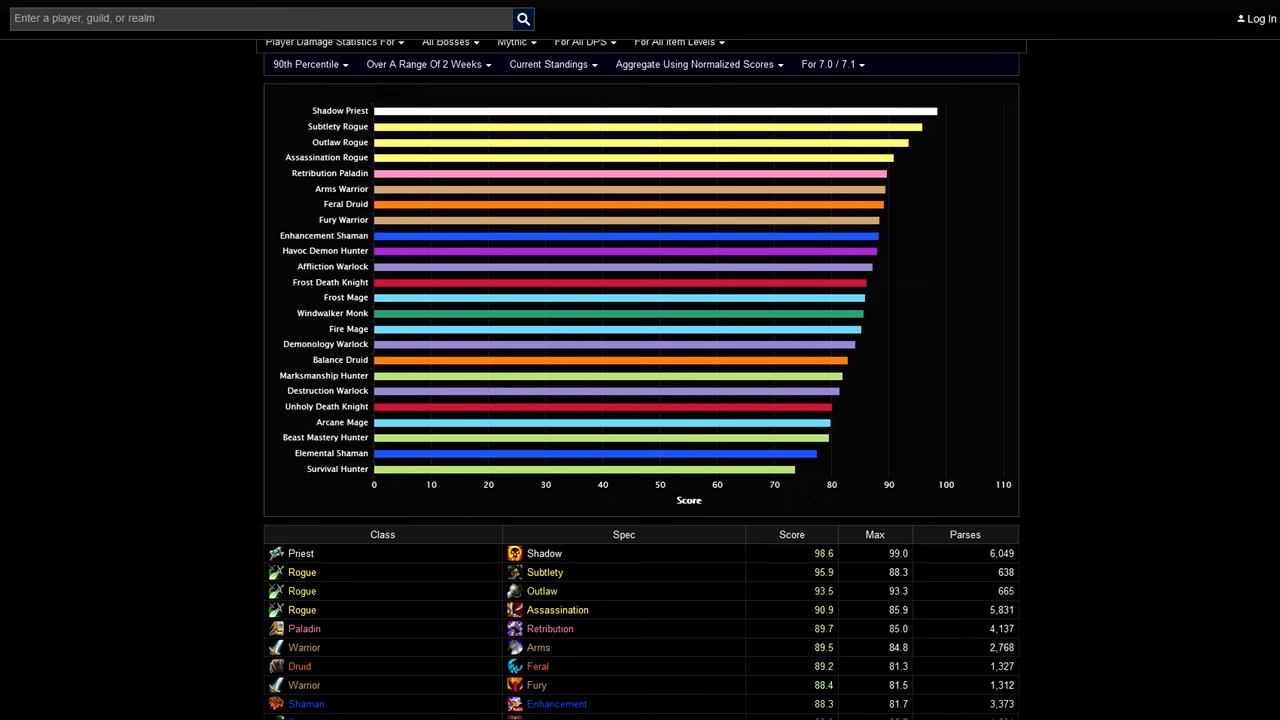 Enter a player, guild, or realm
Log In
Player Damage Statistics For All Bosses Mythic For All DPS For All Item Levels
90th Percentile Over A Range Of 2 Weeks Current Standings Aggregate Using Normalized Scores For 7.0 / 7.1
Shadow Priest
Subtlety Rogue
Outlaw Rogue
Assassination Rogue
Retribution Paladin
Arms Warrior
Feral Druid
Fury Warrior
Enhancement Shaman
Havoc Demon Hunter
Affliction Warlock
Frost Death Knight
Frost Mage
Windwalker Monk
Fire Mage
Demonology Warlock
Balance Druid
Marksmanship Hunter
Destruction Warlock
Unholy Death Knight
Arcane Mage
Beast Mastery Hunter
Elemental Shaman
Survival Hunter
0 10 20 30 40 50 60 70 80 90 100 110
Score
Class Spec Score Max Parses
Priest Shadow 98.6 99.0 6,049
Rogue Subtlety 95.9 88.3 638
Rogue Outlaw 93.5 93.3 665
Rogue Assassination 90.9 85.9 5,831
Paladin Retribution 89.7 85.0 4,137
Warrior Arms 89.5 84.8 2,768
Druid Feral 89.2 81.3 1,327
Warrior Fury 88.4 81.5 1,312
Shaman Enhancement 88.3 81.7 3,373